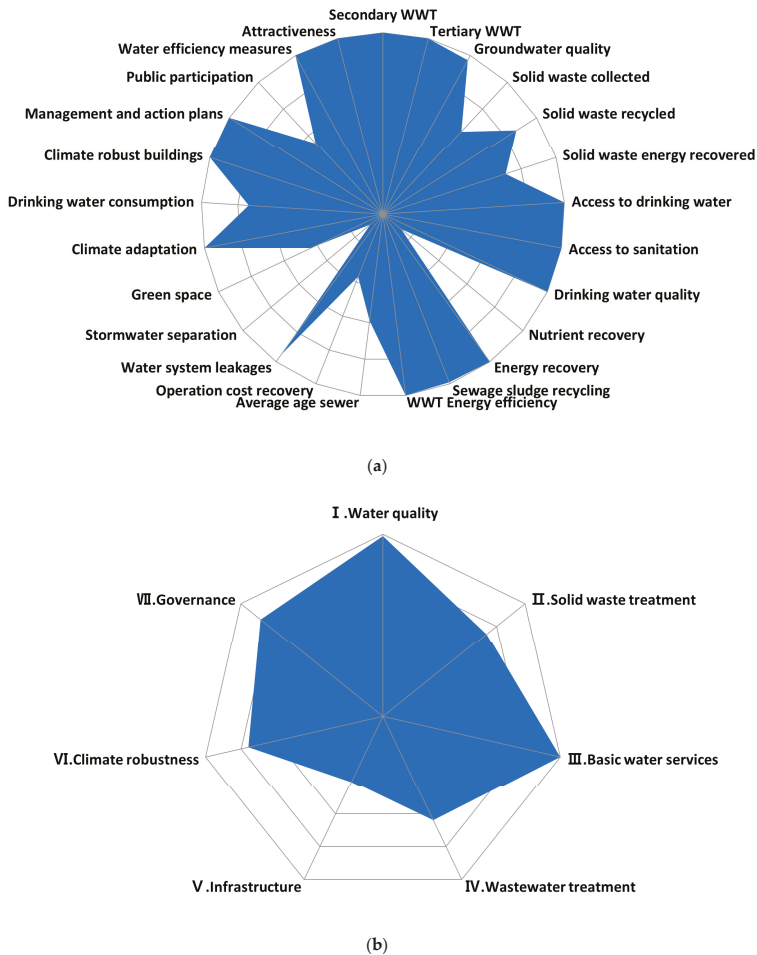 Secondary WWT
Attractiveness
Tertiary WWT
Water efficiency measures
Groundwater quality
Public participation
Solid waste collected
Management and action plans
Solid waste recycled
Climate robust buildings
Solid waste energy recovered
Drinking water consumption
Access to drinking water
Climate adaptation
Access to sanitation
Green space
Drinking water quality
Stormwater separation
Nutrient recovery
Water system leakages
Energy recovery
Operation cost recovery
Sewage sludge recycling
Average age sewer
WWT Energy efficiency
(a)
Ⅰ.Water quality
Ⅶ.Governance
Ⅱ.Solid waste treatment
Ⅵ.Climate robustness
Ⅲ.Basic water services
Ⅴ.Infrastructure
Ⅳ.Wastewater treatment
(b)